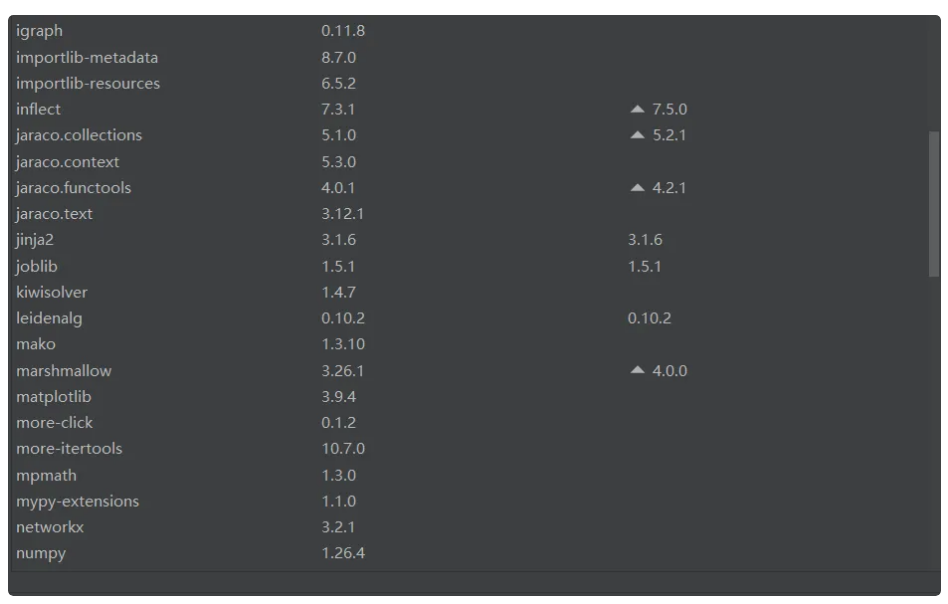 igraph 0.11.8
importlib-metadata 8.7.0
importlib-resources 6.5.2
inflect 7.3.1 ▲ 7.5.0
jaraco.collections 5.1.0 ▲ 5.2.1
jaraco.context 5.3.0
jaraco.functools 4.0.1 ▲ 4.2.1
jaraco.text 3.12.1
jinja2 3.1.6 3.1.6
joblib 1.5.1 1.5.1
kiwisolver 1.4.7
leidenalg 0.10.2 0.10.2
mako 1.3.10
marshmallow 3.26.1 ▲ 4.0.0
matplotlib 3.9.4
more-click 0.1.2
more-itertools 10.7.0
mpmath 1.3.0
mypy-extensions 1.1.0
networkx 3.2.1
numpy 1.26.4